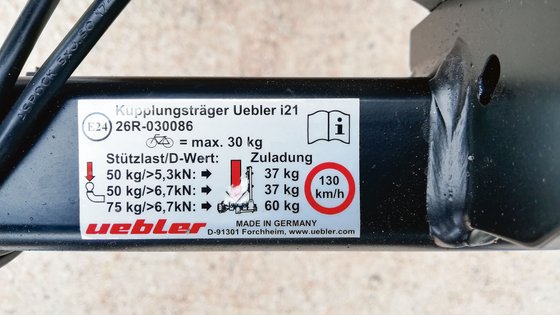 Kupplungsträger Uebler i21
E24
26R-030086
= max. 30 kg
i
Stützlast/D-Wert: Zuladung
50 kg/>5,3kN: 37 kg
50 kg/>6,7kN: 37 kg
75 kg/>6,7kN: 60 kg
130
km/h
uebler
MADE IN GERMANY
D-91301 Forchheim, www.uebler.com